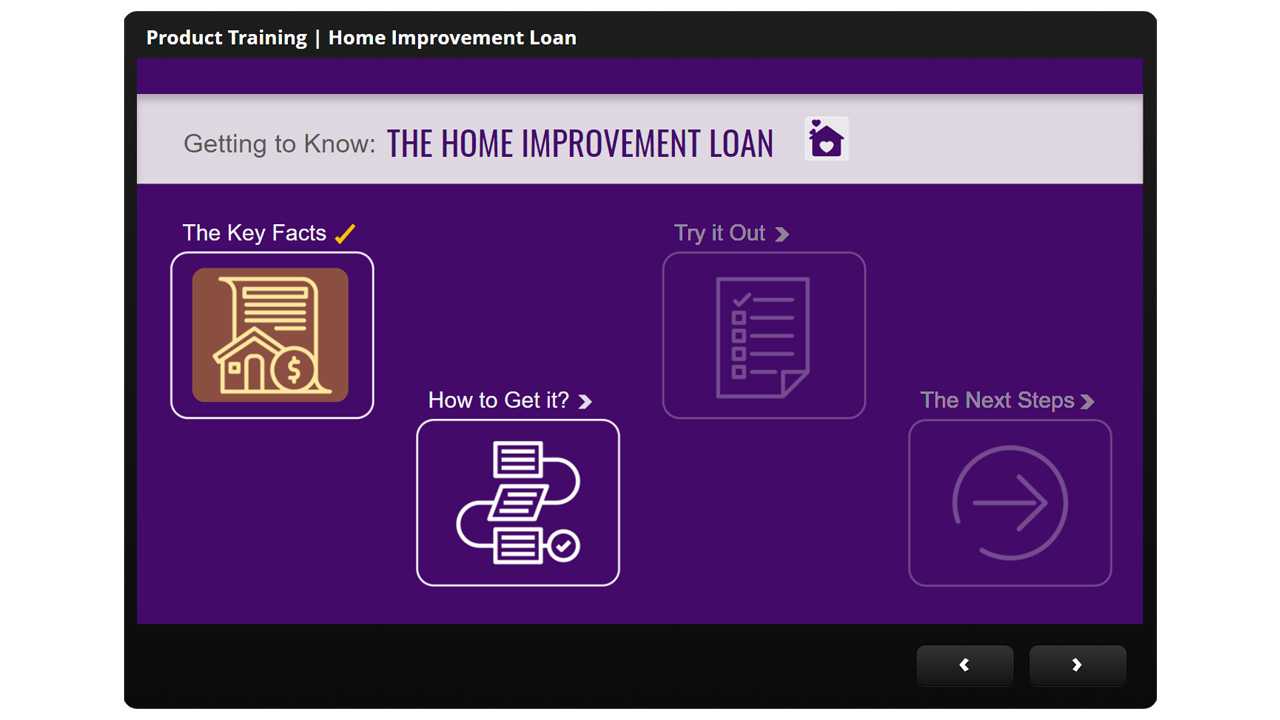 Product Training | Home Improvement Loan
Getting to Know: THE HOME IMPROVEMENT LOAN
The Key Facts
Try it Out
How to Get it?
The Next Steps
$